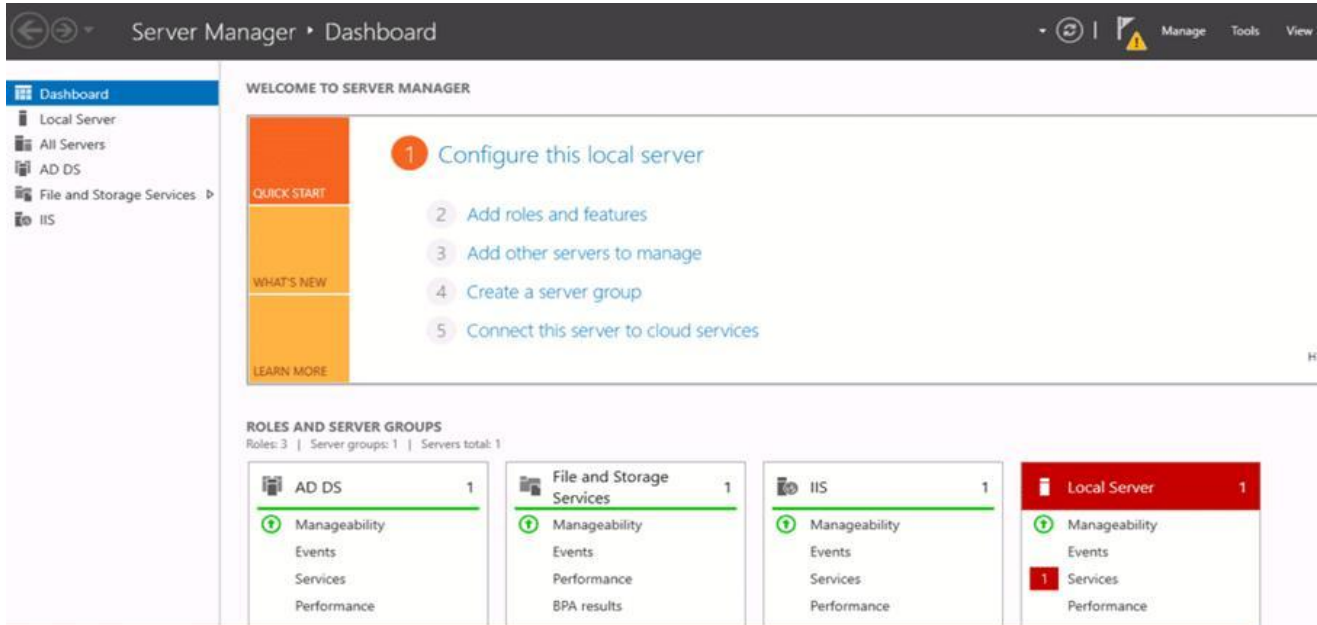 Server Manager ‣ Dashboard
Manage Tools View
Dashboard
Local Server
All Servers
AD DS
File and Storage Services
IIS
WELCOME TO SERVER MANAGER
QUICK START
WHAT'S NEW
LEARN MORE
1 Configure this local server
2 Add roles and features
3 Add other servers to manage
4 Create a server group
5 Connect this server to cloud services
H
ROLES AND SERVER GROUPS
Roles: 3 | Server groups: 1 | Servers total: 1
AD DS 1
Manageability
Events
Services
Performance
File and Storage
Services 1
Manageability
Events
Performance
BPA results
IIS 1
Manageability
Events
Services
Performance
Local Server 1
Manageability
Events
1 Services
Performance